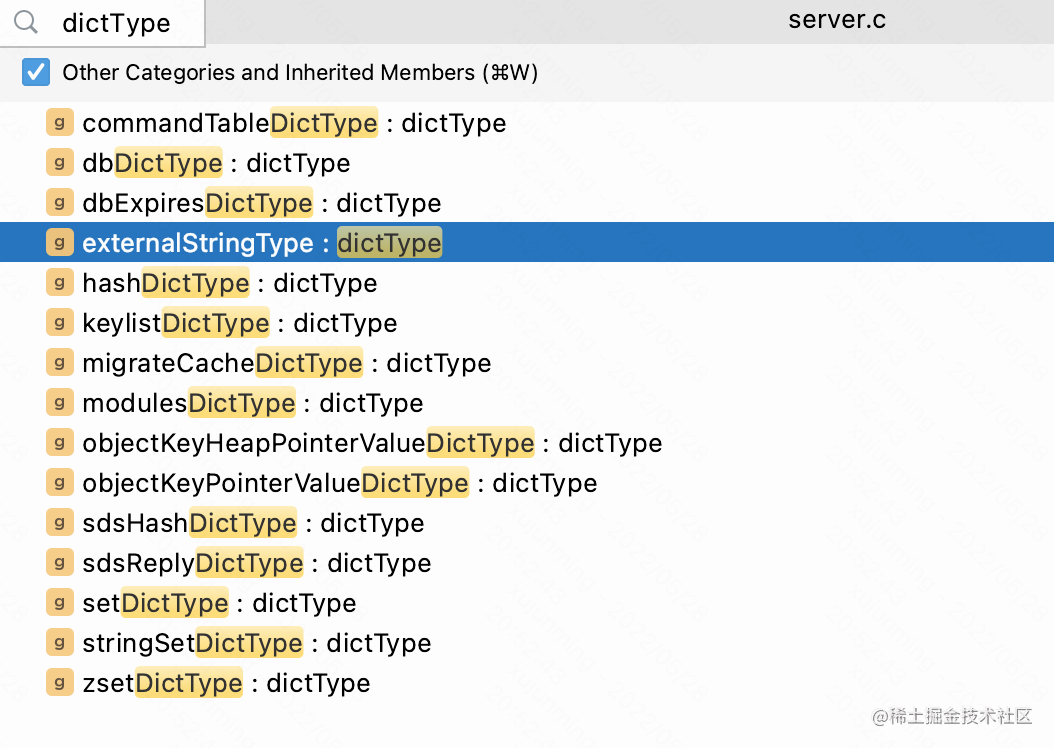 dictType
server.c
Other Categories and Inherited Members (⌘W)
g commandTableDictType : dictType
g dbDictType : dictType
g dbExpiresDictType : dictType
g externalStringType : dictType
g hashDictType : dictType
g keylistDictType : dictType
g migrateCacheDictType : dictType
g modulesDictType : dictType
g objectKeyHeapPointerValueDictType : dictType
g objectKeyPointerValueDictType : dictType
g sdsHashDictType : dictType
g sdsReplyDictType : dictType
g setDictType : dictType
g stringSetDictType : dictType
g zsetDictType : dictType
@稀土掘金技术社区